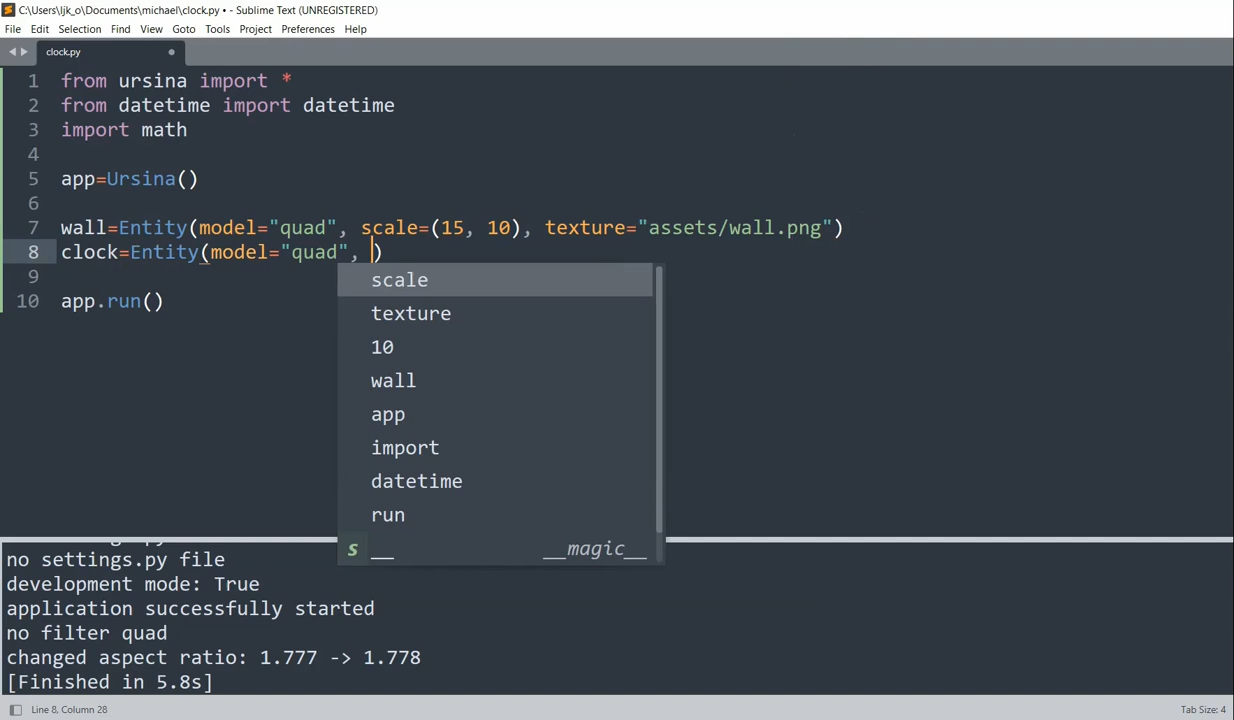 C:\Users\ljk_o\Documents\michael\clock.py • - Sublime Text (UNREGISTERED)
File Edit Selection Find View Goto Tools Project Preferences Help
clock.py
1 from ursina import *
2 from datetime import datetime
3 import math
4
5 app=Ursina()
6
7 wall=Entity(model="quad", scale=(15, 10), texture="assets/wall.png")
8 clock=Entity(model="quad", )
9
10 app.run()
scale
texture
10
wall
app
import
datetime
run
s __ __magic__
no settings.py file
development mode: True
application successfully started
no filter quad
changed aspect ratio: 1.777 -> 1.778
[Finished in 5.8s]
Line 8, Column 28 Tab Size: 4